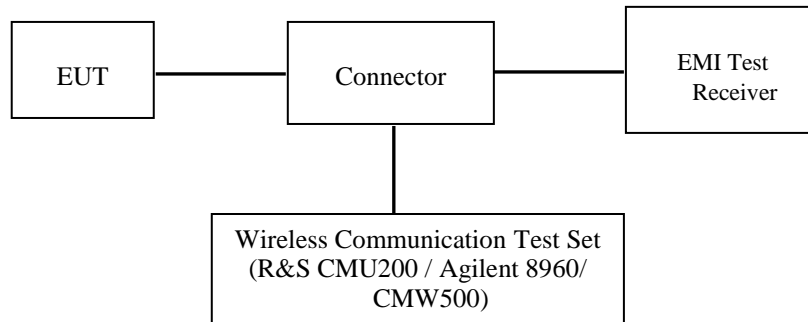 EUT
Connector
EMI Test
Receiver
Wireless Communication Test Set
(R&S CMU200 / Agilent 8960/
CMW500)